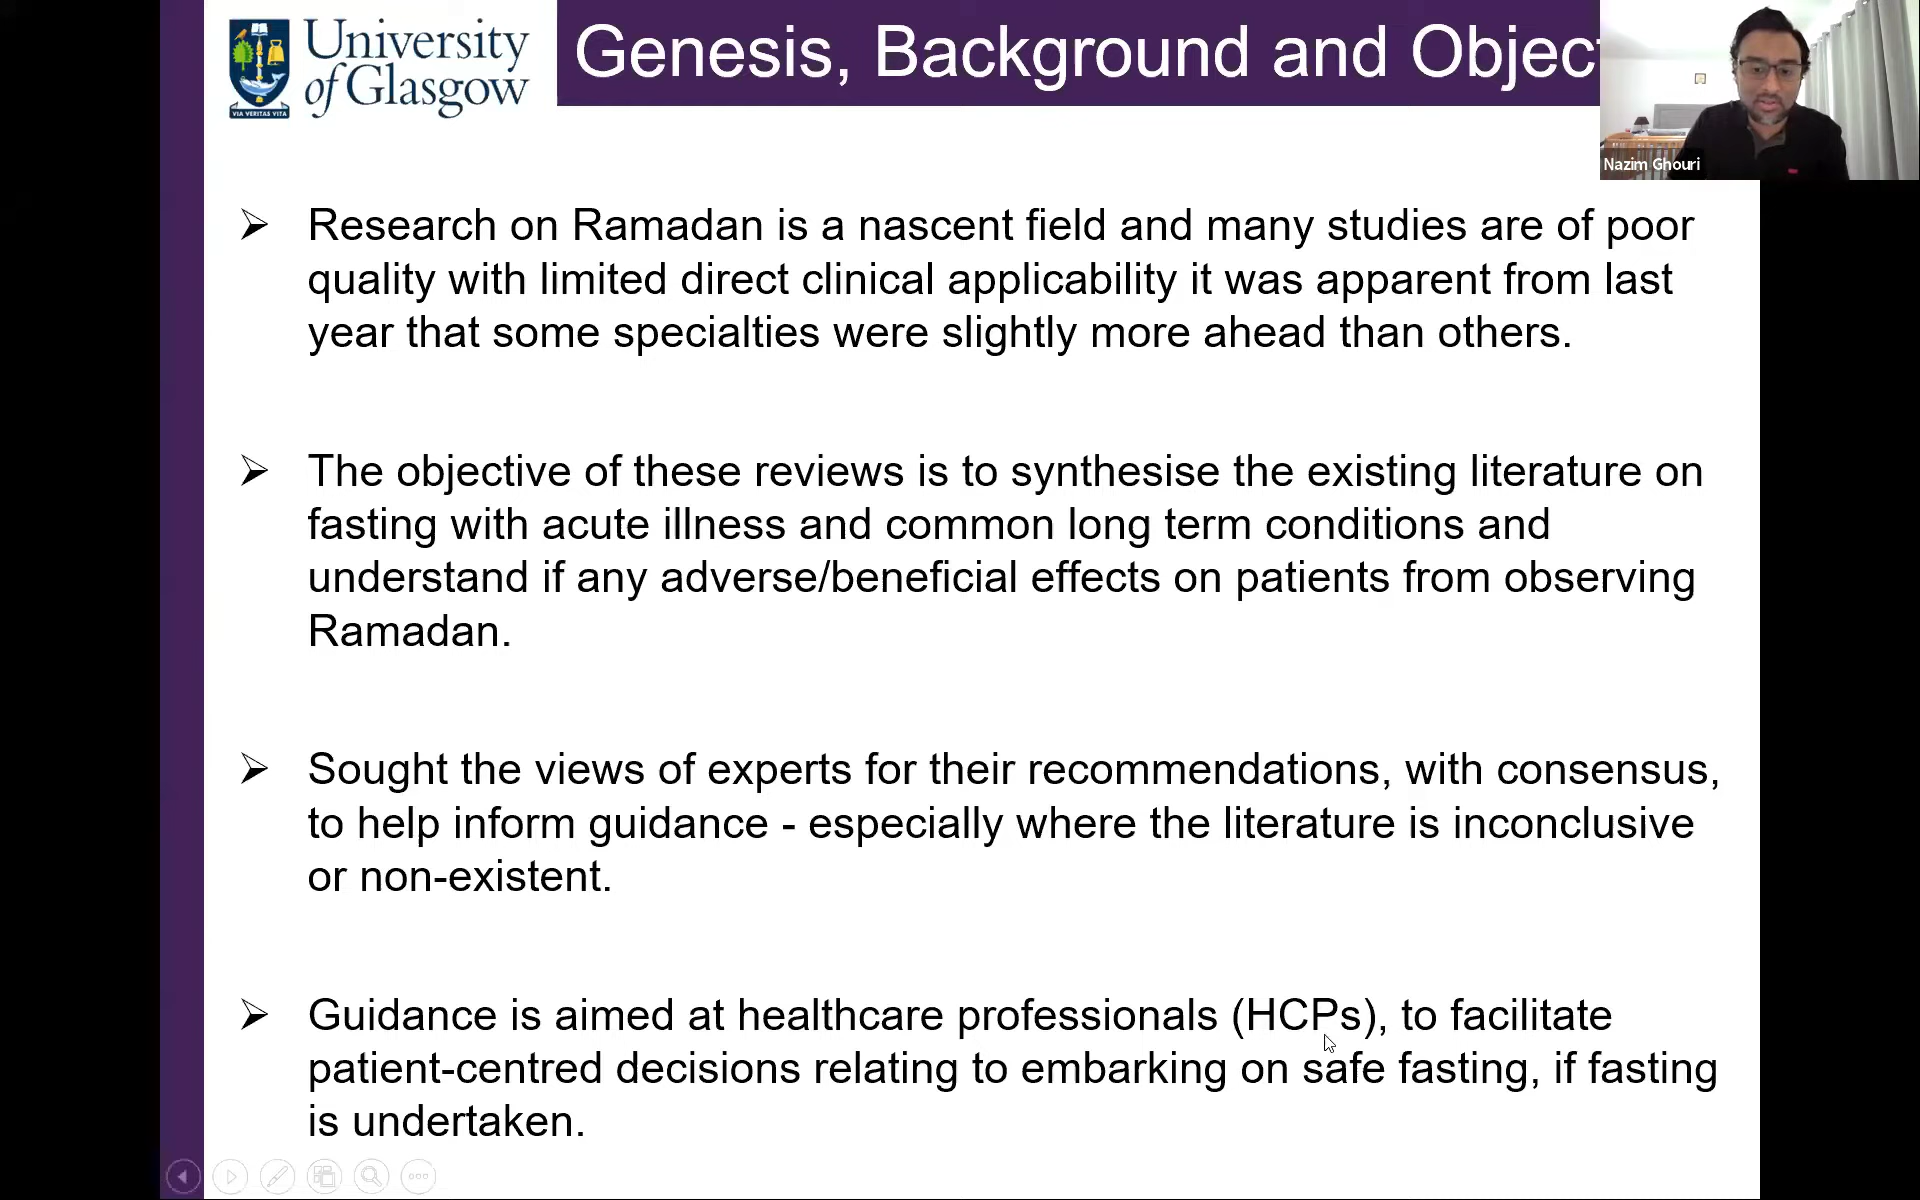 University
of Glasgow
VIA VERITAS VITA
Genesis, Background and Objec
Nazim Ghouri
➢ Research on Ramadan is a nascent field and many studies are of poor
quality with limited direct clinical applicability it was apparent from last
year that some specialties were slightly more ahead than others.
➢ The objective of these reviews is to synthesise the existing literature on
fasting with acute illness and common long term conditions and
understand if any adverse/beneficial effects on patients from observing
Ramadan.
➢ Sought the views of experts for their recommendations, with consensus,
to help inform guidance - especially where the literature is inconclusive
or non-existent.
➢ Guidance is aimed at healthcare professionals (HCPs), to facilitate
patient-centred decisions relating to embarking on safe fasting, if fasting
is undertaken.